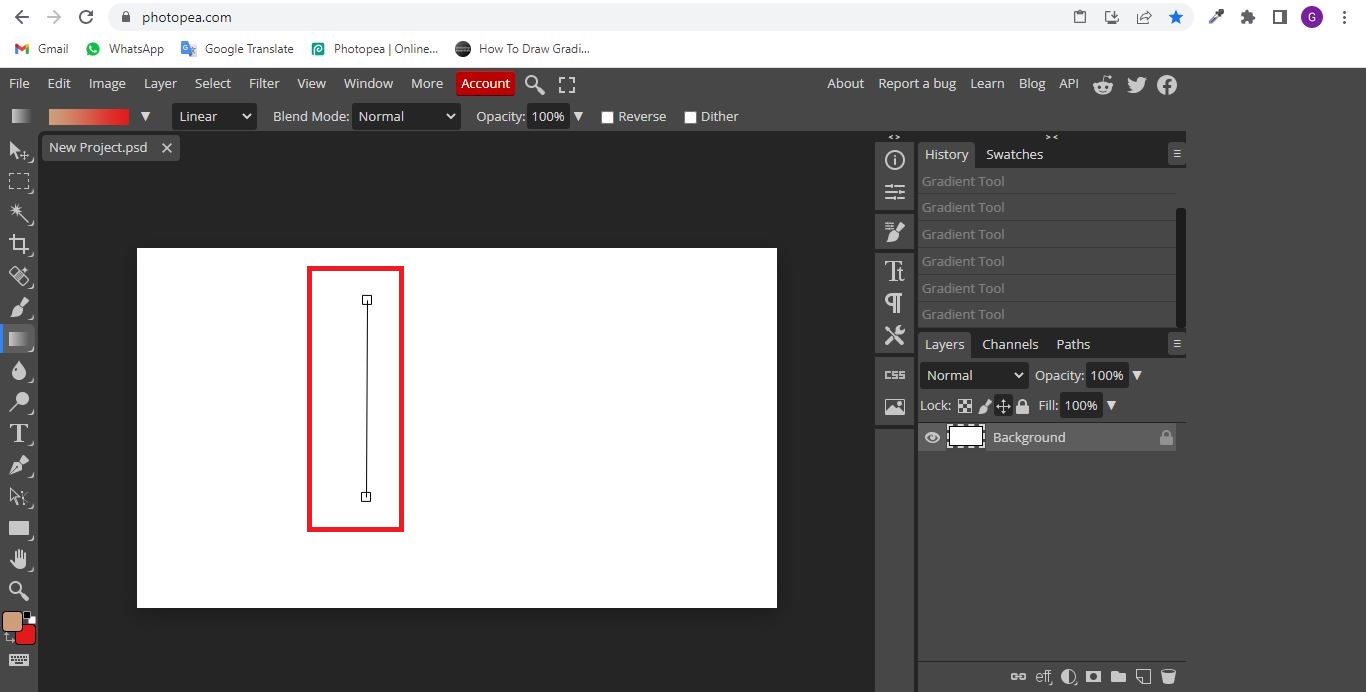 photopea.com
G
Gmail WhatsApp Google Translate Photopea | Online... How To Draw Gradi...
File Edit Image Layer Select Filter View Window More Account About Report a bug Learn Blog API
Linear Blend Mode: Normal Opacity: 100% Reverse Dither
New Project.psd
History Swatches
Gradient Tool
Gradient Tool
Gradient Tool
Gradient Tool
Gradient Tool
Gradient Tool
Layers Channels Paths
CSS
Normal Opacity: 100%
Lock: Fill: 100%
Background
eff